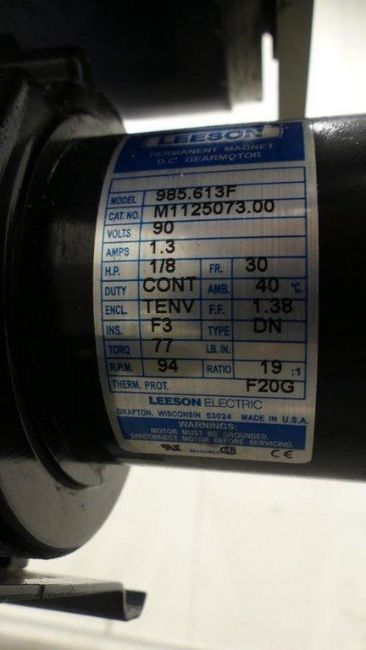 LEESON
PERMANENT MAGNET
D.C. GEARMOTOR
MODEL 985.613F
CAT. NO. M1125073.00
VOLTS 90
AMPS 1.3
H.P. 1/8 FR. 30
DUTY CONT AMB. 40 °C
ENCL. TENV F.F. 1.38
INS. F3 TYPE DN
TORQ 77 LB. IN.
R.P.M. 94 RATIO 19 :1
THERM. PROT. F20G
LEESON ELECTRIC
GRAFTON, WISCONSIN 53024 MADE IN U.S.A.
WARNINGS:
MOTOR MUST BE GROUNDED.
DISCONNECT MOTOR BEFORE SERVICING.
CE